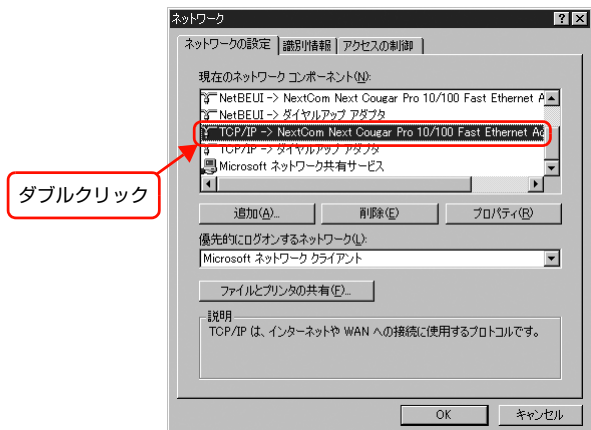 ネットワーク
ネットワークの設定 識別情報 アクセスの制御
現在のネットワーク コンポーネント(N):
NetBEUI -> NextCom Next Cougar Pro 10/100 Fast Ethernet A
NetBEUI -> ダイヤルアップ アダプタ
TCP/IP -> NextCom Next Cougar Pro 10/100 Fast Ethernet Ad
TCP/IP -> ダイヤルアップ アダプタ
Microsoft ネットワーク共有サービス
ダブルクリック
追加(A)... 削除(E) プロパティ(R)
優先的にログオンするネットワーク(L):
Microsoft ネットワーク クライアント
ファイルとプリンタの共有(F)...
説明
TCP/IP は、インターネットや WAN への接続に使用するプロトコルです。
OK キャンセル